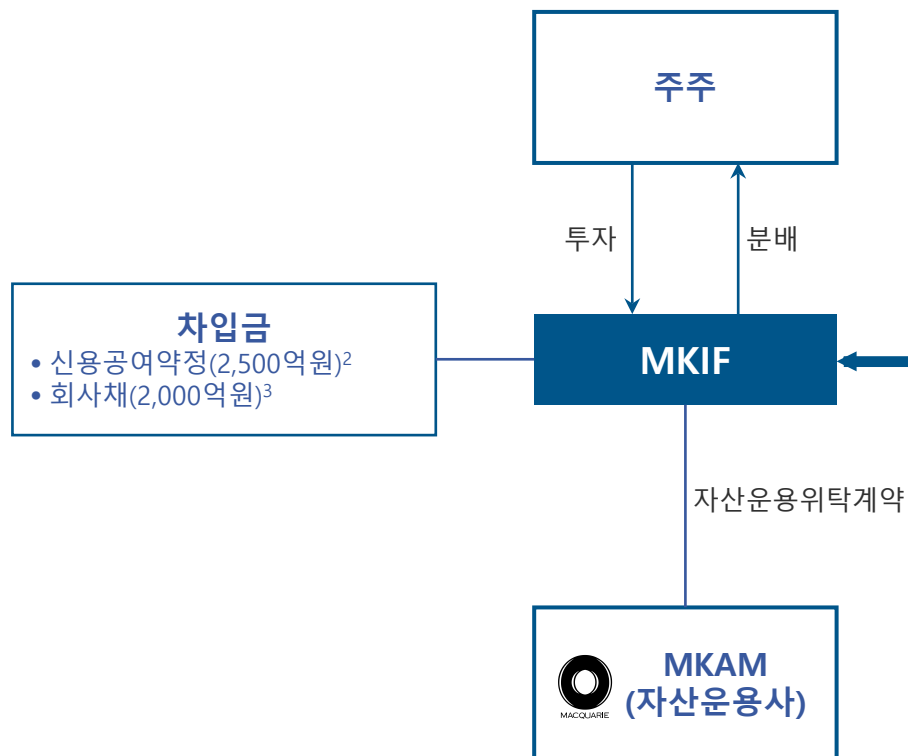 주주
투자
분배
차입금
• 신용공여약정(2,500억원)²
• 회사채(2,000억원)³
MKIF
자산운용위탁계약
MACQUARIE
MKAM
(자산운용사)